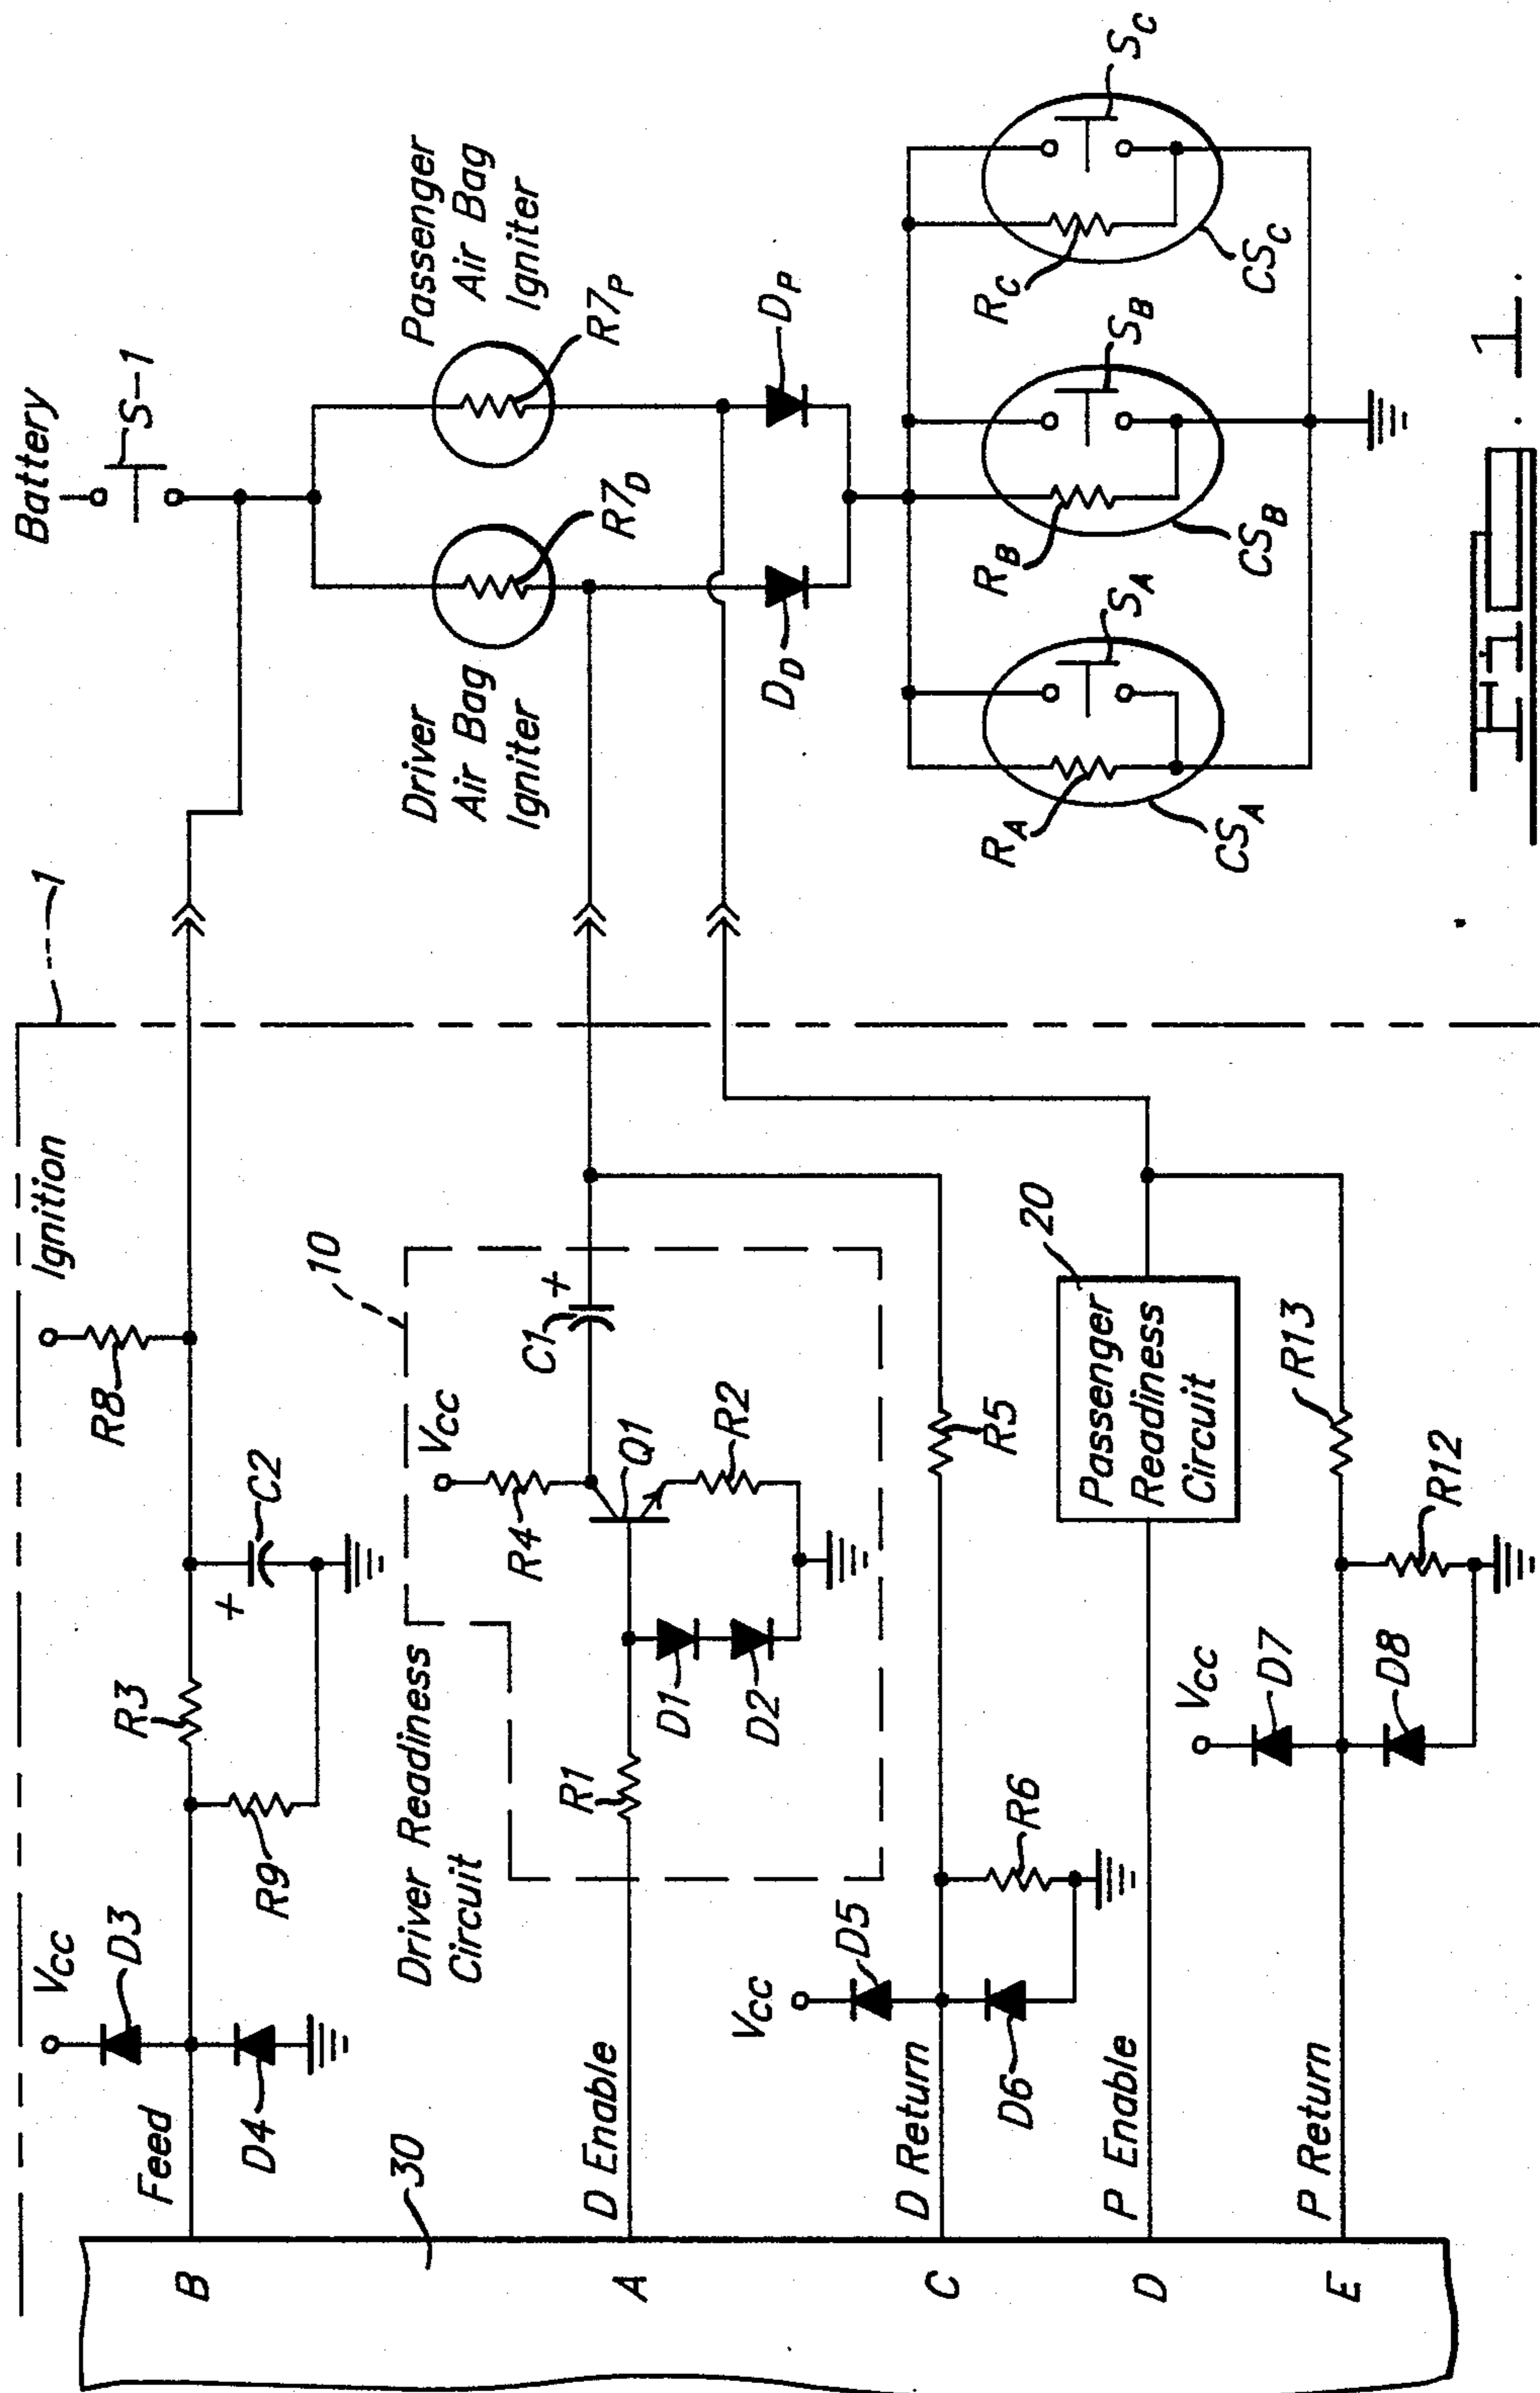 Battery
S-1
Driver
Air Bag
Igniter
Passenger
Air Bag
Igniter
R7D
R7P
DD
DP
RA
SA
CSA
RB
SB
CSB
RC
SC
CSC
1
Ignition
R8
C2
+
R3
R9
Vcc
D3
D4
Feed
B
30
10
Driver Readiness
Circuit
Vcc
R4
C1
+
Q1
R2
D1
D2
R1
D Enable
A
R5
R6
Vcc
D5
D6
D Return
C
20
Passenger
Readiness
Circuit
P Enable
D
R13
R12
Vcc
D7
D8
P Return
E
Fig. 1.